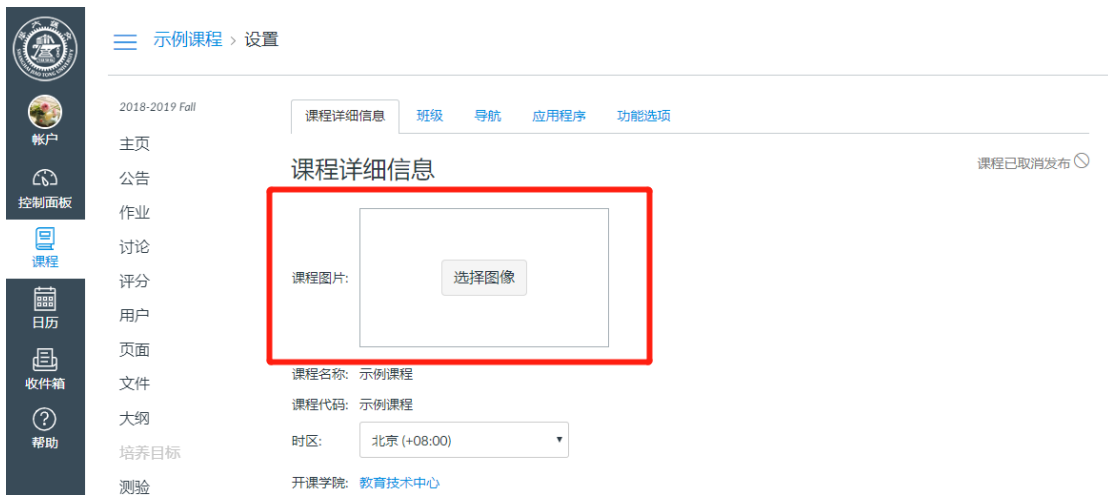 示例课程 › 设置
帐户
控制面板
课程
日历
收件箱
帮助
2018-2019 Fall
主页
公告
作业
讨论
评分
用户
页面
文件
大纲
培养目标
测验
课程详细信息 班级 导航 应用程序 功能选项
课程详细信息
课程已取消发布
课程图片: 选择图像
课程名称: 示例课程
课程代码: 示例课程
时区: 北京 (+08:00)
开课学院: 教育技术中心